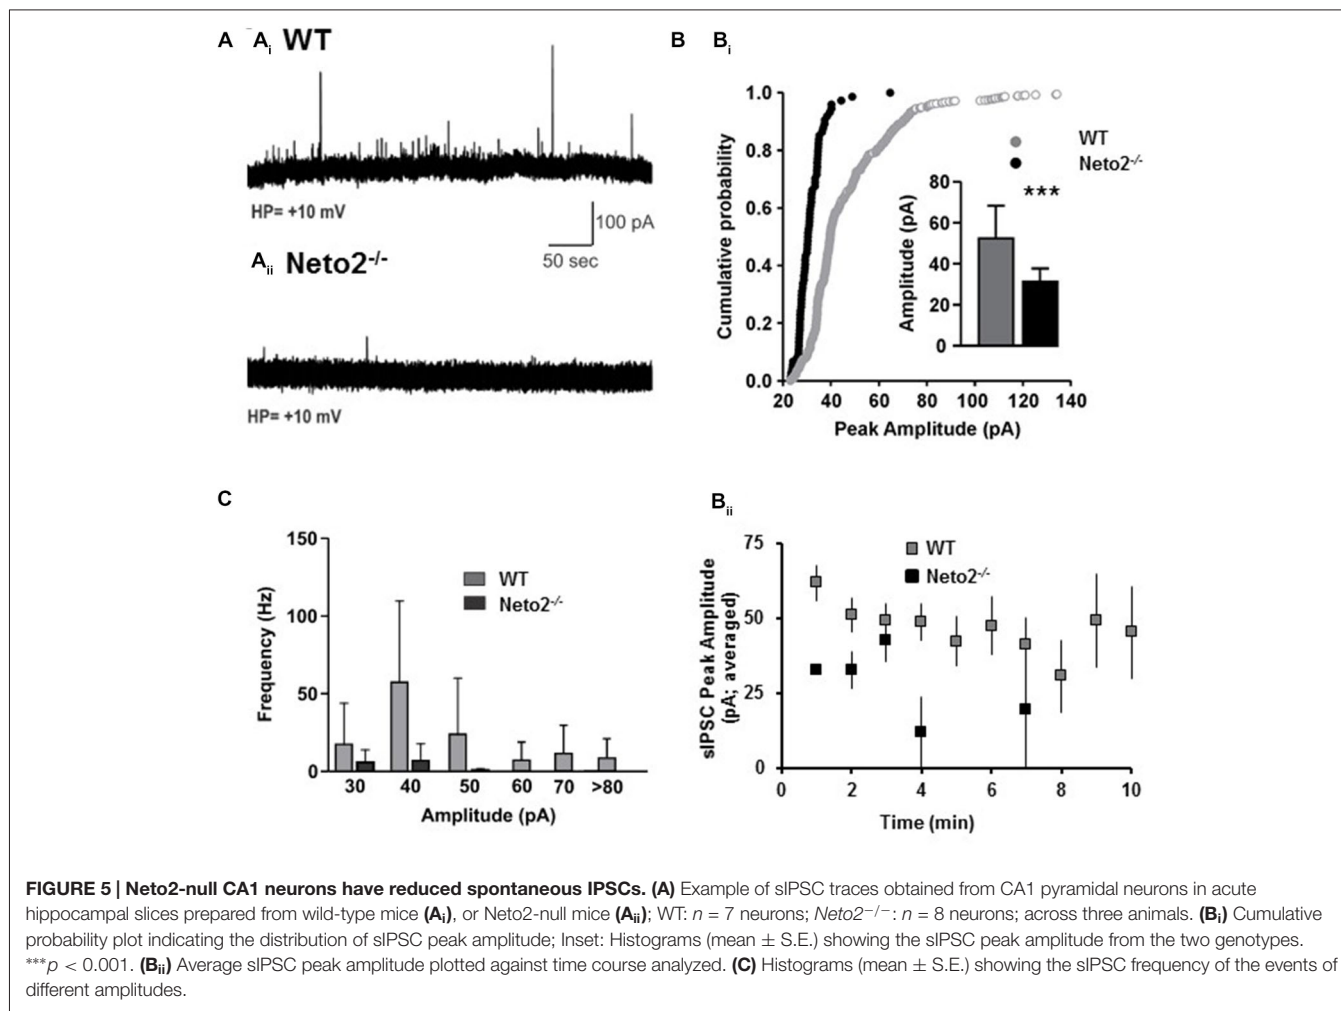 A Ai WT
HP= +10 mV
100 pA
50 sec
Aii Neto2-/-
HP= +10 mV
B Bi
1.0
0.8
0.6
0.4
0.2
0.0
Cumulative probability
20 40 60 80 100 120 140
Peak Amplitude (pA)
WT
Neto2-/-
80
60
40
20
0
Amplitude (pA)
***
C
150
100
50
0
Frequency (Hz)
WT
Neto2-/-
30 40 50 60 70 >80
Amplitude (pA)
Bii
75
50
25
0
sIPSC Peak Amplitude
(pA; averaged)
WT
Neto2-/-
0 2 4 6 8 10
Time (min)
FIGURE 5 | Neto2-null CA1 neurons have reduced spontaneous IPSCs. (A) Example of sIPSC traces obtained from CA1 pyramidal neurons in acute
hippocampal slices prepared from wild-type mice (Ai), or Neto2-null mice (Aii); WT: n = 7 neurons; Neto2−/−: n = 8 neurons; across three animals. (Bi) Cumulative
probability plot indicating the distribution of sIPSC peak amplitude; Inset: Histograms (mean ± S.E.) showing the sIPSC peak amplitude from the two genotypes.
***p < 0.001. (Bii) Average sIPSC peak amplitude plotted against time course analyzed. (C) Histograms (mean ± S.E.) showing the sIPSC frequency of the events of
different amplitudes.